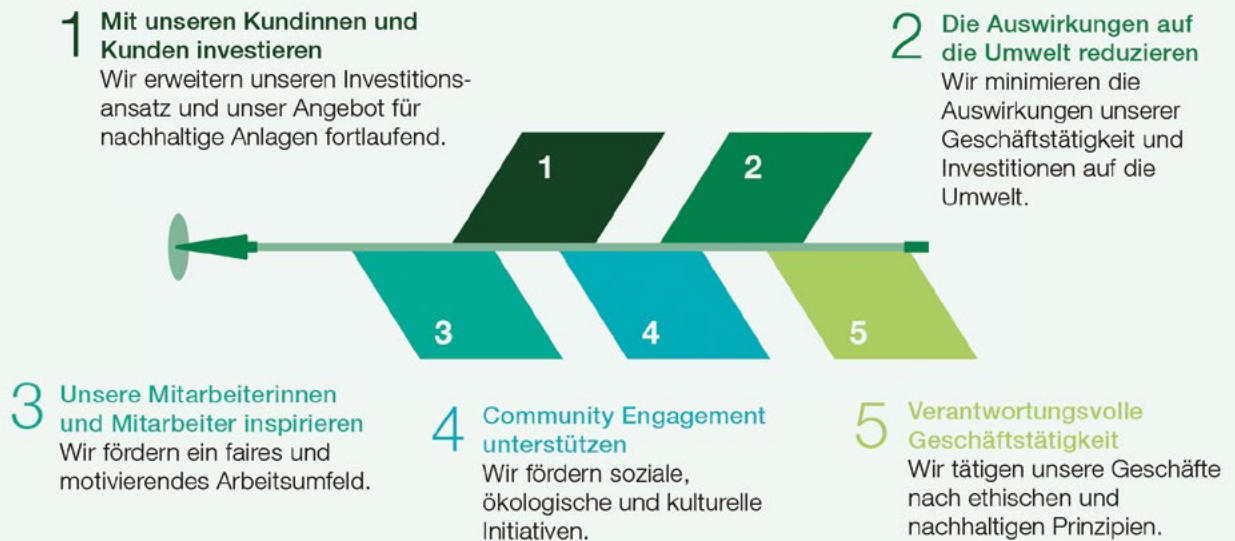 1
Mit unseren Kundinnen und
Kunden investieren
Wir erweitern unseren Investitions-
ansatz und unser Angebot für
nachhaltige Anlagen fortlaufend.
2
Die Auswirkungen auf
die Umwelt reduzieren
Wir minimieren die
Auswirkungen unserer
Geschäftstätigkeit und
Investitionen auf die
Umwelt.
1
2
3
4
5
3
Unsere Mitarbeiterinnen
und Mitarbeiter inspirieren
Wir fördern ein faires und
motivierendes Arbeitsumfeld.
4
Community Engagement
unterstützen
Wir fördern soziale,
ökologische und kulturelle
Initiativen.
5
Verantwortungsvolle
Geschäftstätigkeit
Wir tätigen unsere Geschäfte
nach ethischen und
nachhaltigen Prinzipien.